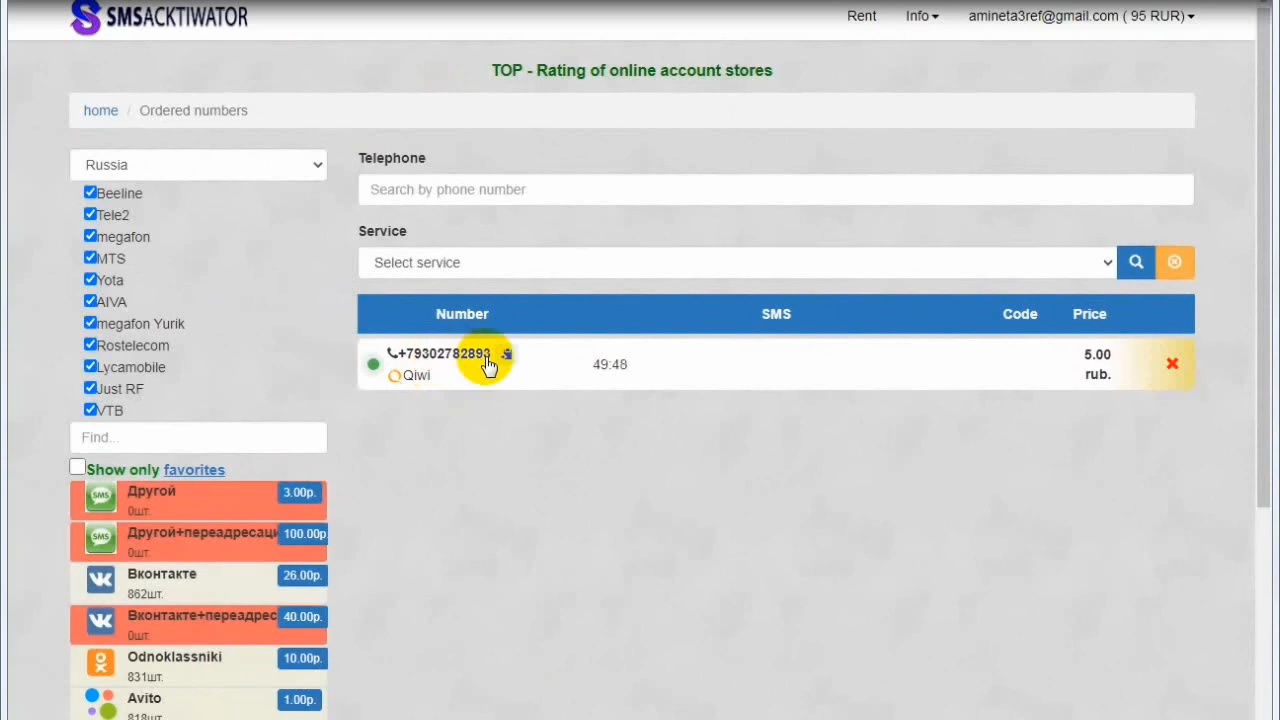 SMSACKTIWATOR
Rent Info amineta3ref@gmail.com ( 95 RUR)
TOP - Rating of online account stores
home / Ordered numbers
Russia
Beeline
Tele2
megafon
MTS
Yota
AIVA
megafon Yurik
Rostelecom
Lycamobile
Just RF
VTB
Find...
Show only favorites
SMS Другой 3.00р.
0шт.
SMS Другой+переадресаци 100.00р.
0шт.
Вконтакте 26.00р.
862шт.
Вконтакте+переадрес 40.00р.
0шт.
Odnoklassniki 10.00р.
831шт.
Avito 1.00р.
818шт.
Telephone
Search by phone number
Service
Select service
Number SMS Code Price
+79302782893
Qiwi
49:48
5.00
rub.